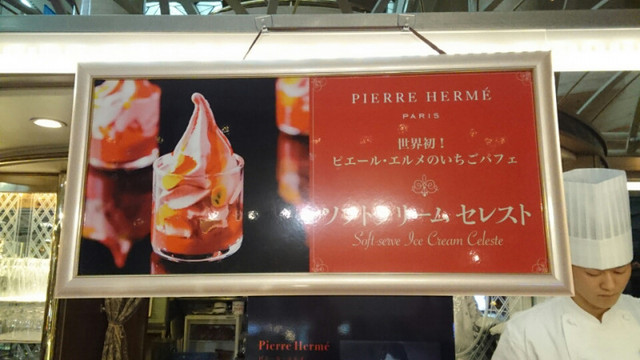 PIERRE HERMÉ
PARIS
世界初！
ピエール・エルメのいちごパフェ
ソフトクリーム セレスト
Soft-serve Ice Cream Celeste
Pierre Hermé